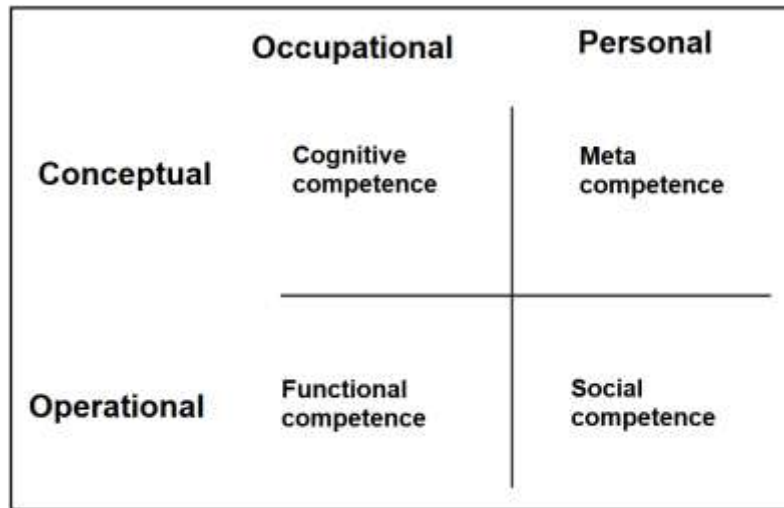 Occupational
Personal
Conceptual
Cognitive
competence
Meta
competence
Operational
Functional
competence
Social
competence